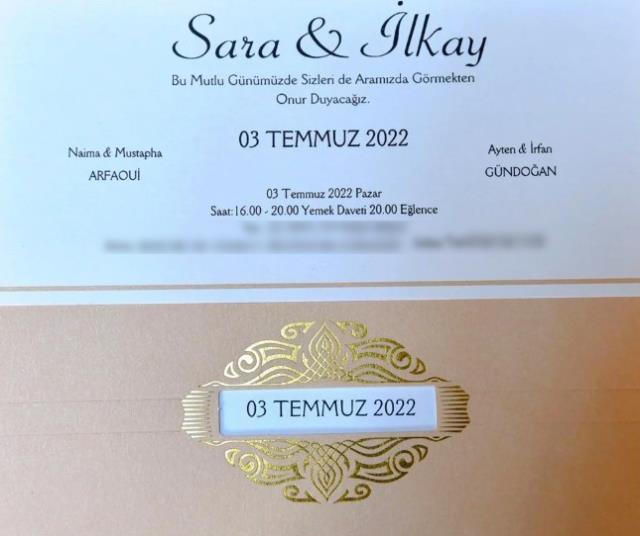 Sara & İlkay
Bu Mutlu Günümüzde Sizleri de Aramızda Görmekten
Onur Duyacağız.
03 TEMMUZ 2022
Naima & Mustapha
ARFAOUİ
Ayten & İrfan
GÜNDOĞAN
03 Temmuz 2022 Pazar
Saat:16.00 - 20.00 Yemek Daveti 20.00 Eğlence
03 TEMMUZ 2022